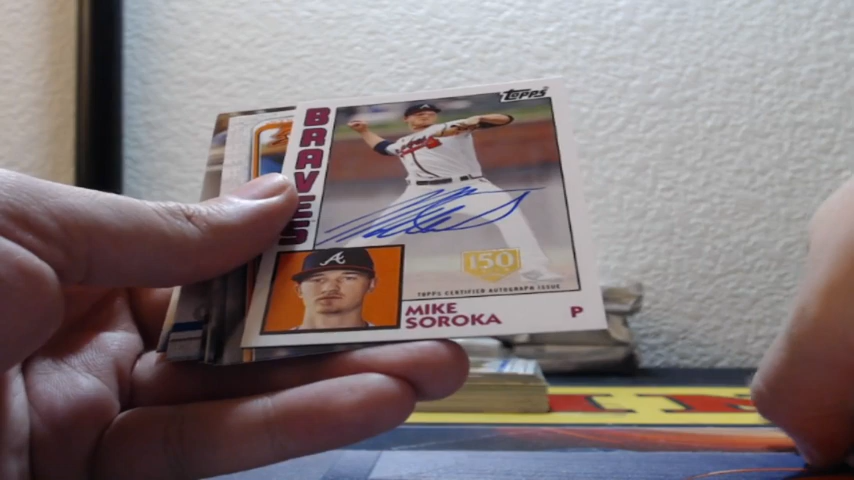 Topps
BRAVES
A
150
TOPPS CERTIFIED AUTOGRAPH ISSUE
MIKE
SOROKA
P